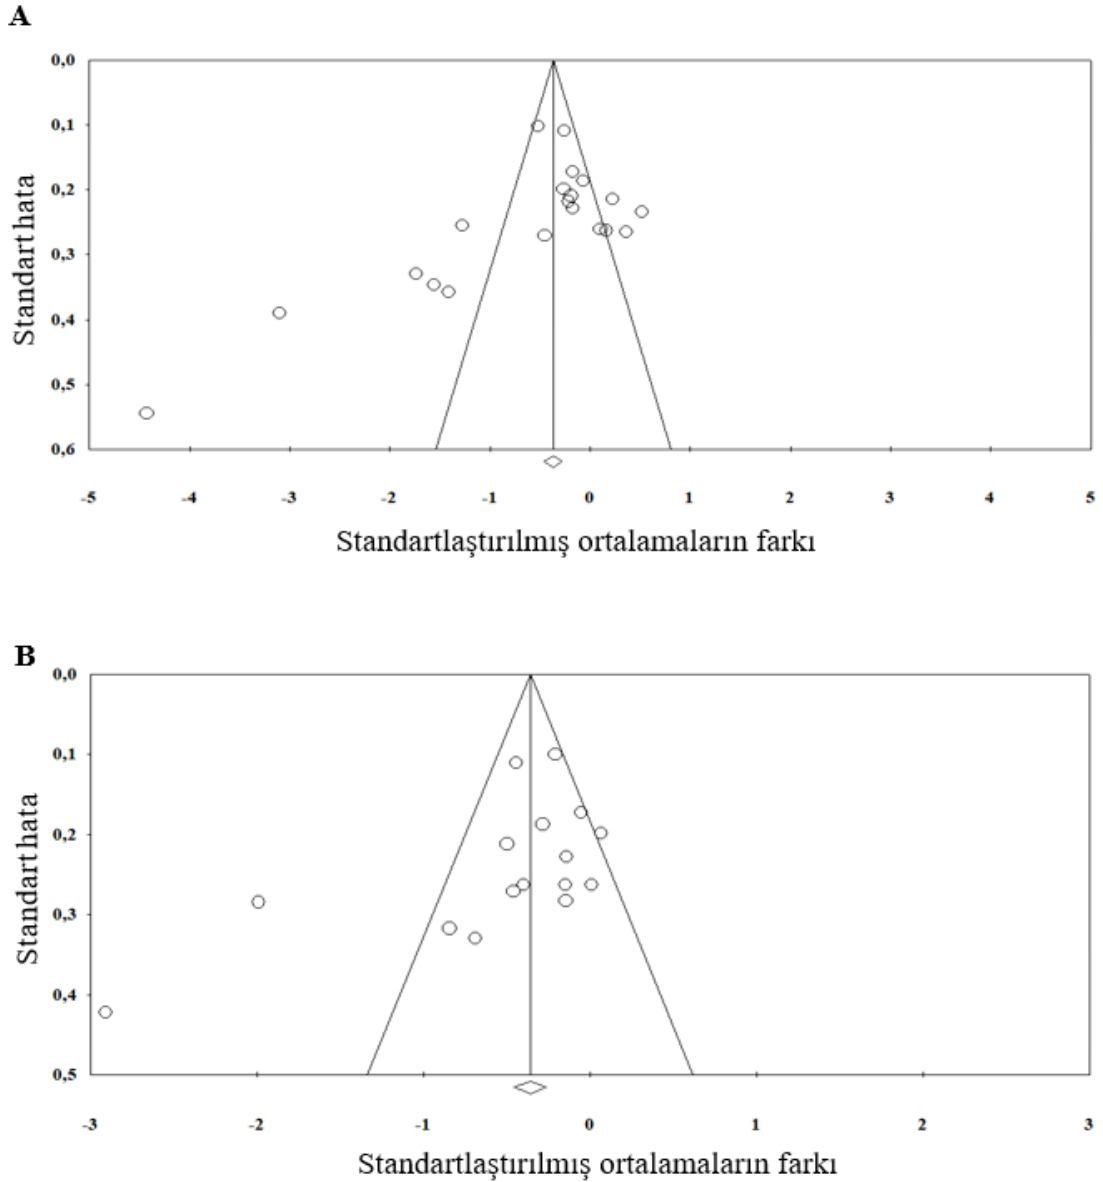 A
0,0
0,1
0,2
0,3
0,4
0,5
0,6
Standart hata
-5 -4 -3 -2 -1 0 1 2 3 4 5
Standartlaştırılmış ortalamaların farkı
B
0,0
0,1
0,2
0,3
0,4
0,5
Standart hata
-3 -2 -1 0 1 2 3
Standartlaştırılmış ortalamaların farkı